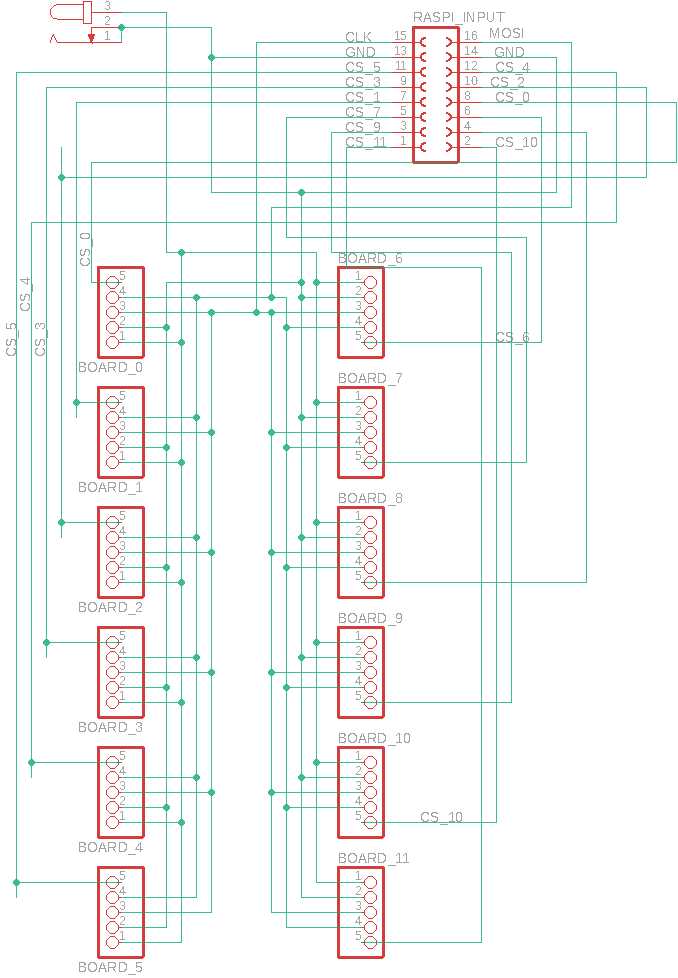 3
2
1
RASPI_INPUT
CLK 15 16 MOSI
GND 13 14 GND
CS_5 11 12 CS_4
CS_3 9 10 CS_2
CS_1 7 8 CS_0
CS_7 5 6
CS_9 3 4
CS_11 1 2 CS_10
CS_0
CS_4
CS_3
CS_5
5
4
3
2
1
BOARD_0
BOARD_6
1
2
3
4
5
CS_6
5
4
3
2
1
BOARD_1
BOARD_7
1
2
3
4
5
5
4
3
2
1
BOARD_2
BOARD_8
1
2
3
4
5
5
4
3
2
1
BOARD_3
BOARD_9
1
2
3
4
5
5
4
3
2
1
BOARD_4
BOARD_10
1
2
3
4
5
CS_10
5
4
3
2
1
BOARD_5
BOARD_11
1
2
3
4
5